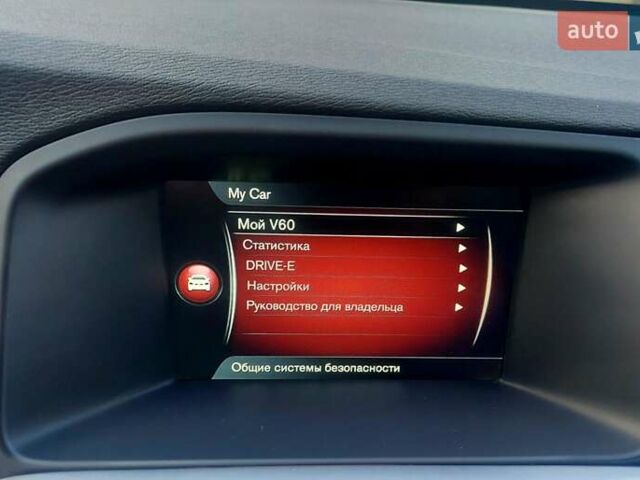 auto
My Car
Мой V60
Статистика
DRIVE-E
Настройки
Руководство для владельца
Общие системы безопасности